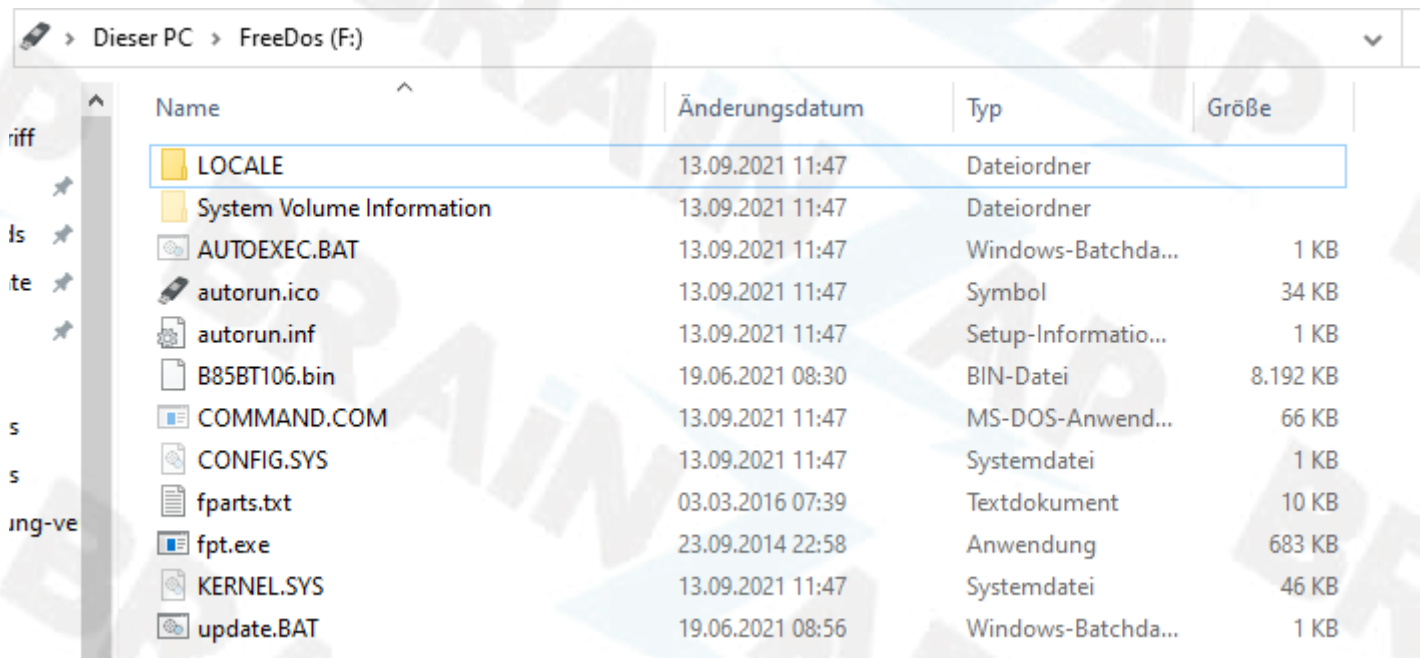 Dieser PC > FreeDos (F:)
Name Änderungsdatum Typ Größe
riff
LOCALE 13.09.2021 11:47 Dateiordner
System Volume Information 13.09.2021 11:47 Dateiordner
ds
AUTOEXEC.BAT 13.09.2021 11:47 Windows-Batchda... 1 KB
te
autorun.ico 13.09.2021 11:47 Symbol 34 KB
autorun.inf 13.09.2021 11:47 Setup-Informatio... 1 KB
B85BT106.bin 19.06.2021 08:30 BIN-Datei 8.192 KB
s
COMMAND.COM 13.09.2021 11:47 MS-DOS-Anwend... 66 KB
s
CONFIG.SYS 13.09.2021 11:47 Systemdatei 1 KB
fparts.txt 03.03.2016 07:39 Textdokument 10 KB
ung-ve
fpt.exe 23.09.2014 22:58 Anwendung 683 KB
KERNEL.SYS 13.09.2021 11:47 Systemdatei 46 KB
update.BAT 19.06.2021 08:56 Windows-Batchda... 1 KB
BRAiNZAP